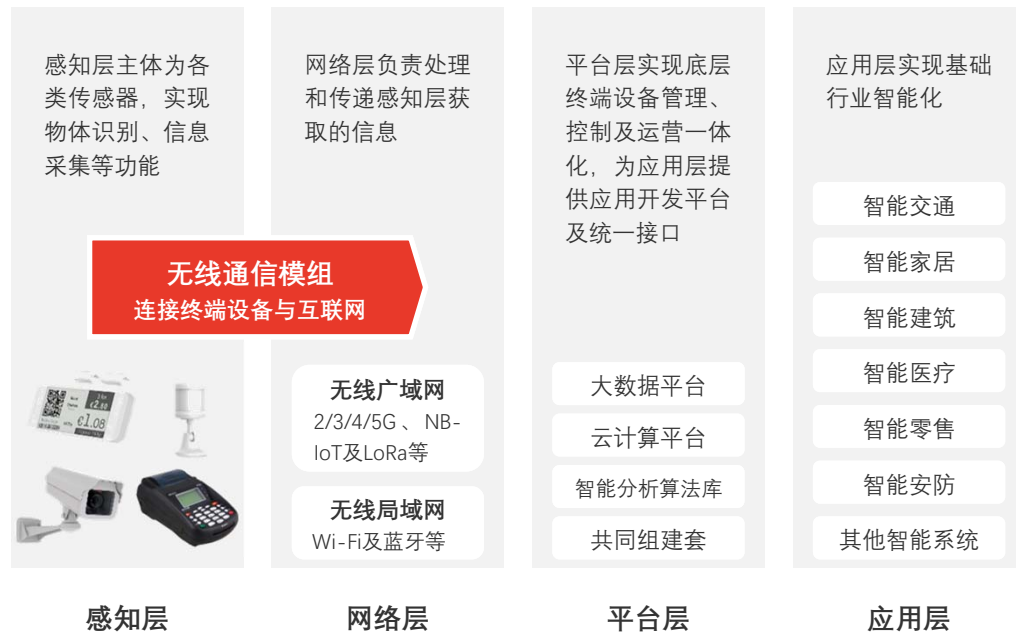 感知层主体为各
类传感器，实现
物体识别、信息
采集等功能
网络层负责处理
和传递感知层获
取的信息
平台层实现底层
终端设备管理、
控制及运营一体
化，为应用层提
供应用开发平台
及统一接口
应用层实现基础
行业智能化
无线通信模组
连接终端设备与互联网
€2.80
€1.08
无线广域网
2/3/4/5G 、 NB-
IoT及LoRa等
无线局域网
Wi-Fi及蓝牙等
大数据平台
云计算平台
智能分析算法库
共同组建套
智能交通
智能家居
智能建筑
智能医疗
智能零售
智能安防
其他智能系统
感知层
网络层
平台层
应用层